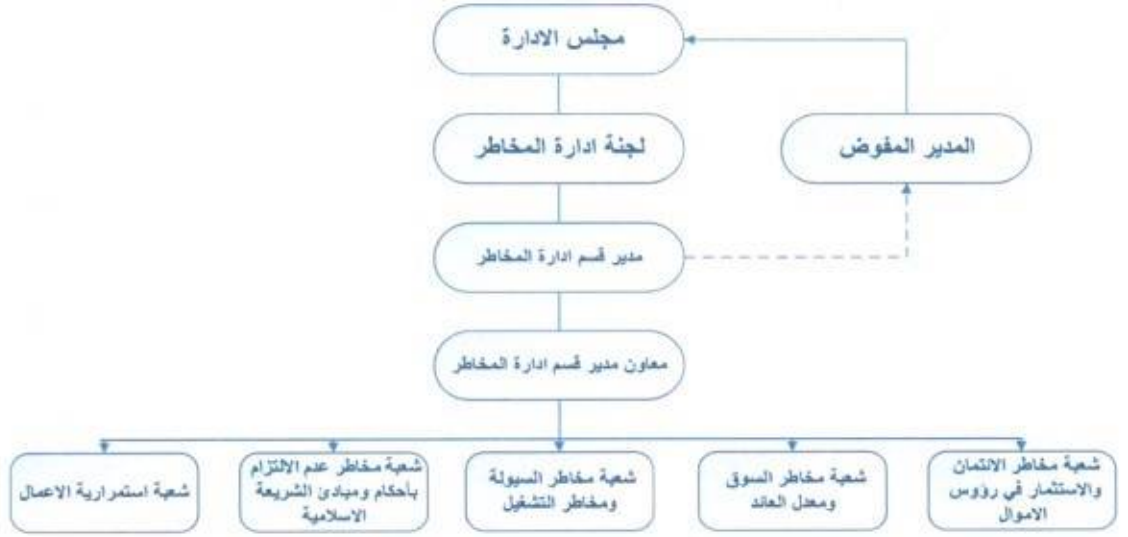 مجلس الادارة
لجنة ادارة المخاطر
المدير المفوض
مدير قسم ادارة المخاطر
معاون مدير قسم ادارة المخاطر
شعبة مخاطر الائتمان
والاستثمار في رؤوس
الاموال
شعبة مخاطر السوق
ومعدل العائد
شعبة مخاطر السيولة
ومخاطر التشغيل
شعبة مخاطر عدم الالتزام
بأحكام ومبادئ الشريعة
الاسلامية
شعبة استمرارية الاعمال